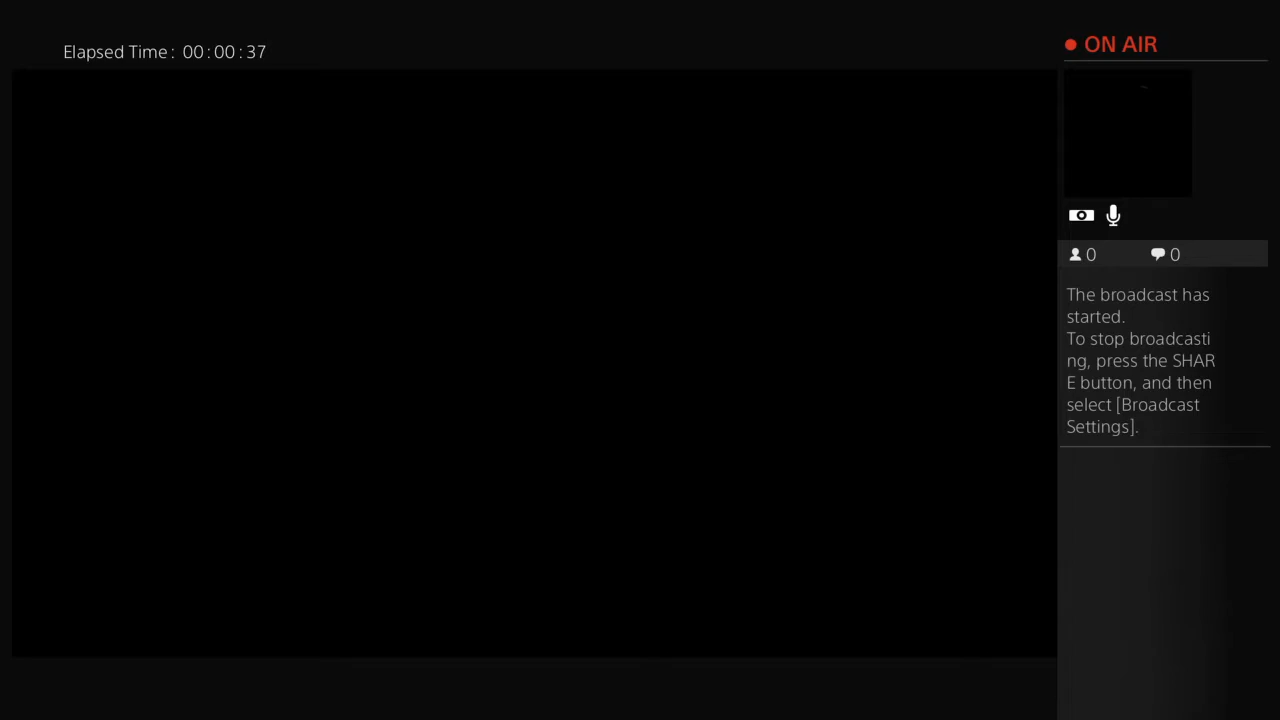 Elapsed Time: 00:00:37
ON AIR
0 0
The broadcast has
started.
To stop broadcasti
ng, press the SHAR
E button, and then
select [Broadcast
Settings].